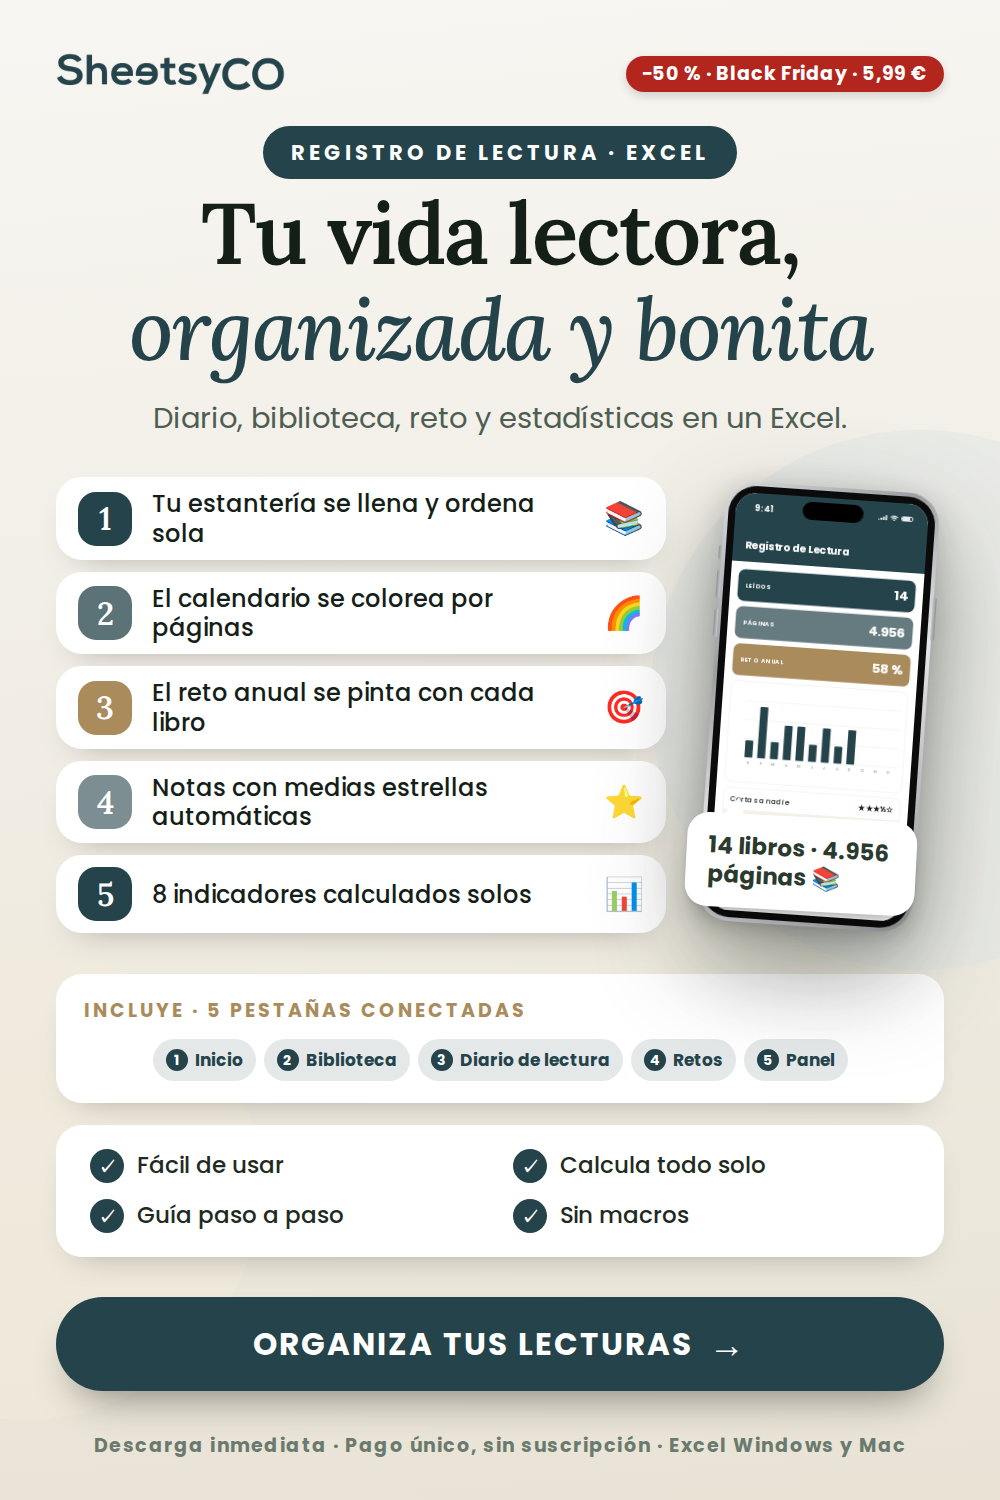 SheetsyCO
−50 % · Black Friday · 5,99 €
REGISTRO DE LECTURA · EXCEL
Tu vida lectora,
organizada y bonita
Diario, biblioteca, reto y estadísticas en un Excel.
1 Tu estantería se llena y ordena
sola
2 El calendario se colorea por
páginas
3 El reto anual se pinta con cada
libro
4 Notas con medias estrellas
automáticas
5 8 indicadores calculados solos
9:41
Registro de Lectura
LEÍDOS 14
PÁGINAS 4.956
RETO ANUAL 58 %
14 libros · 4.956
páginas
INCLUYE · 5 PESTAÑAS CONECTADAS
1 Inicio 2 Biblioteca 3 Diario de lectura 4 Retos 5 Panel
✓ Fácil de usar ✓ Calcula todo solo
✓ Guía paso a paso ✓ Sin macros
ORGANIZA TUS LECTURAS →
Descarga inmediata · Pago único, sin suscripción · Excel Windows y Mac